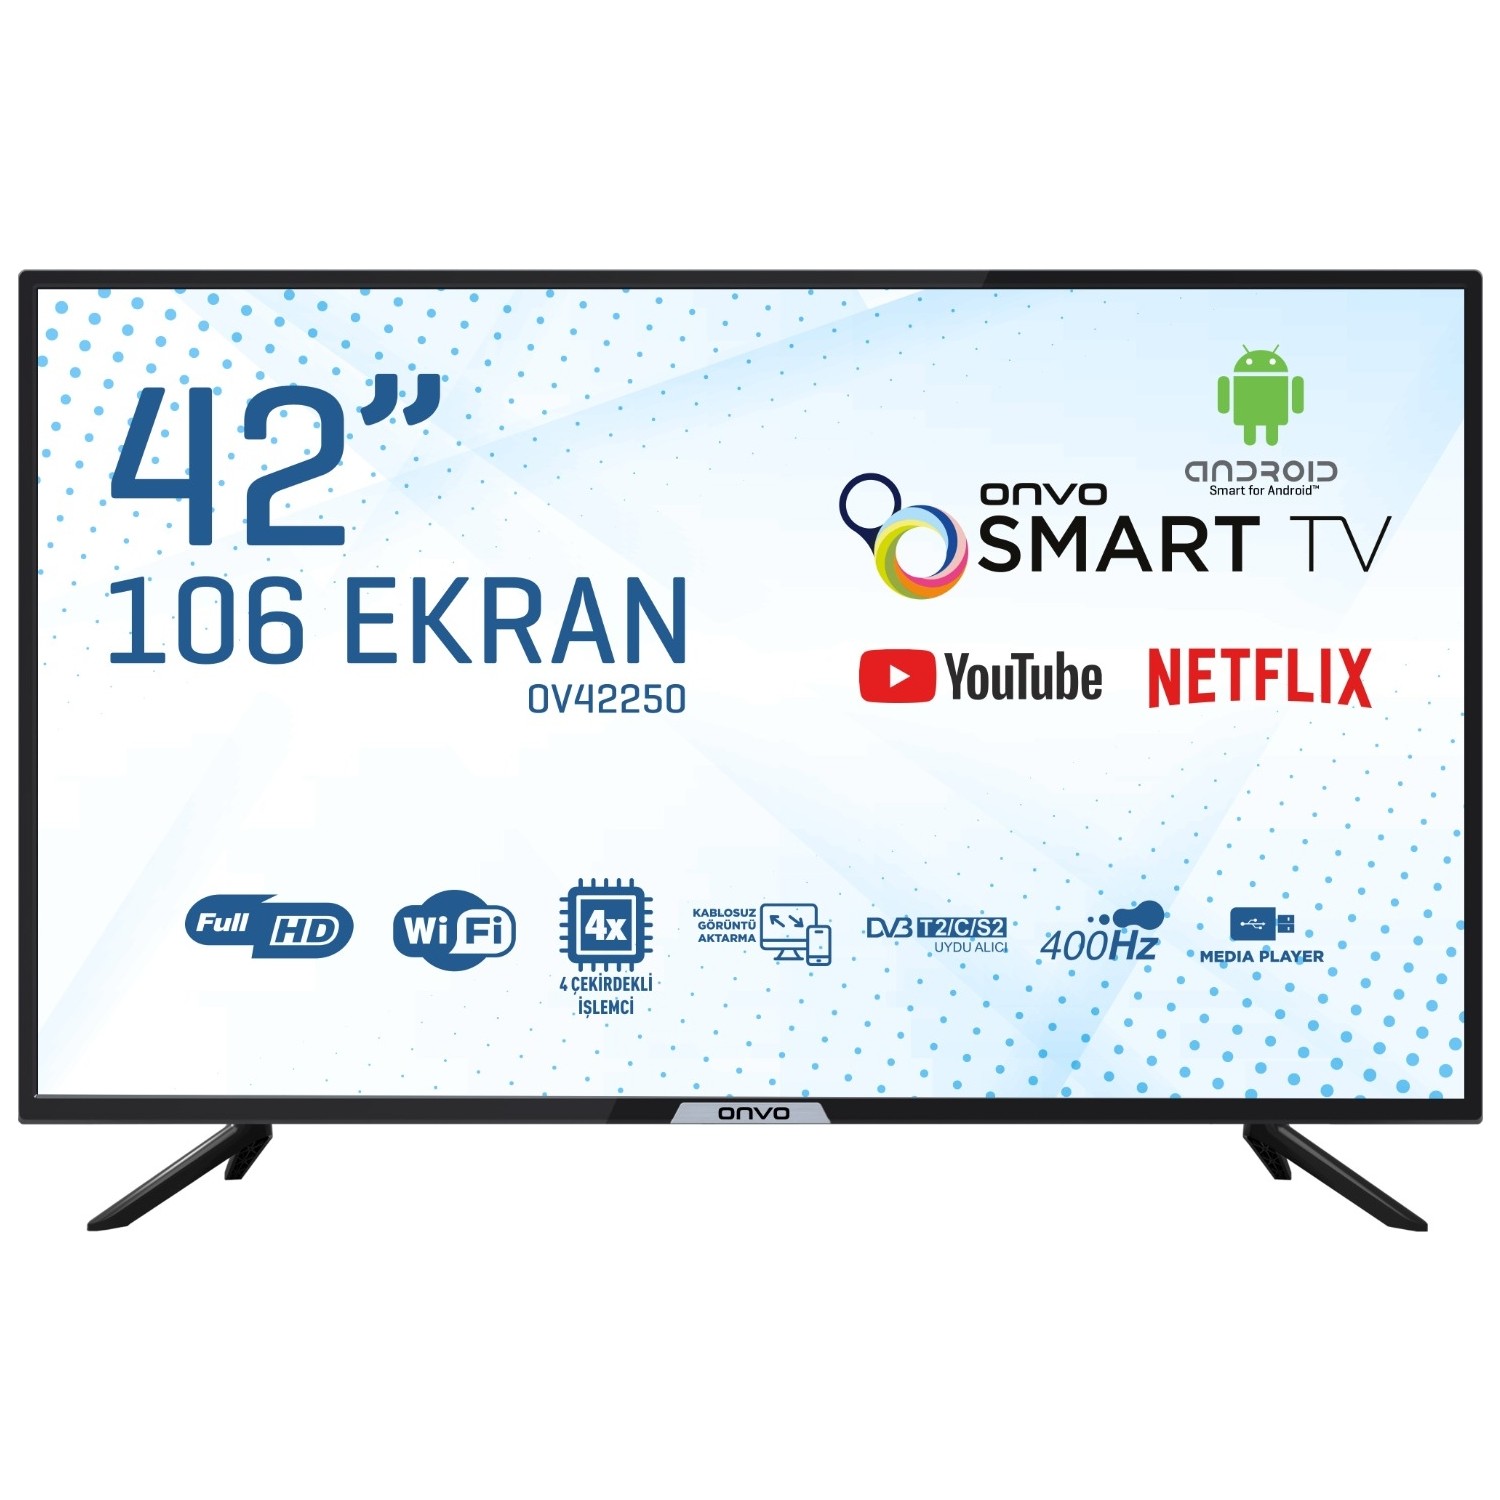 42”
106 EKRAN
OV42250
ANDROID
Smart for Android™
onvo
SMART TV
YouTube
NETFLIX
Full HD
Wi Fi
4x
4 ÇEKİRDEKLİ
İŞLEMCİ
KABLOSUZ
GÖRÜNTÜ
AKTARMA
DVB T2/C/S2
UYDU ALICI
400Hz
MEDIA PLAYER
onvo